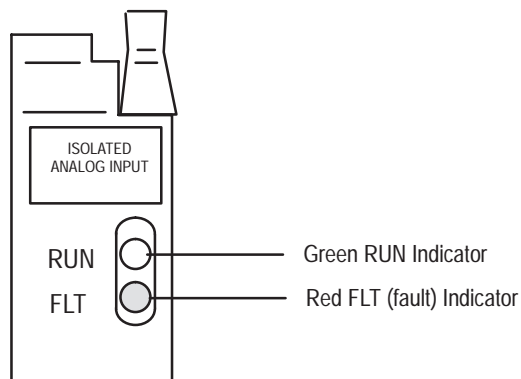 ISOLATED
ANALOG INPUT
RUN
Green RUN Indicator
FLT
Red FLT (fault) Indicator